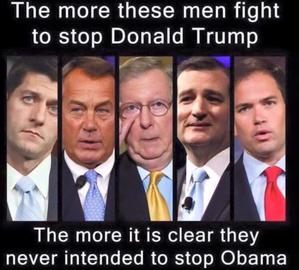 The more these men fight
to stop Donald Trump
The more it is clear they
never intended to stop Obama